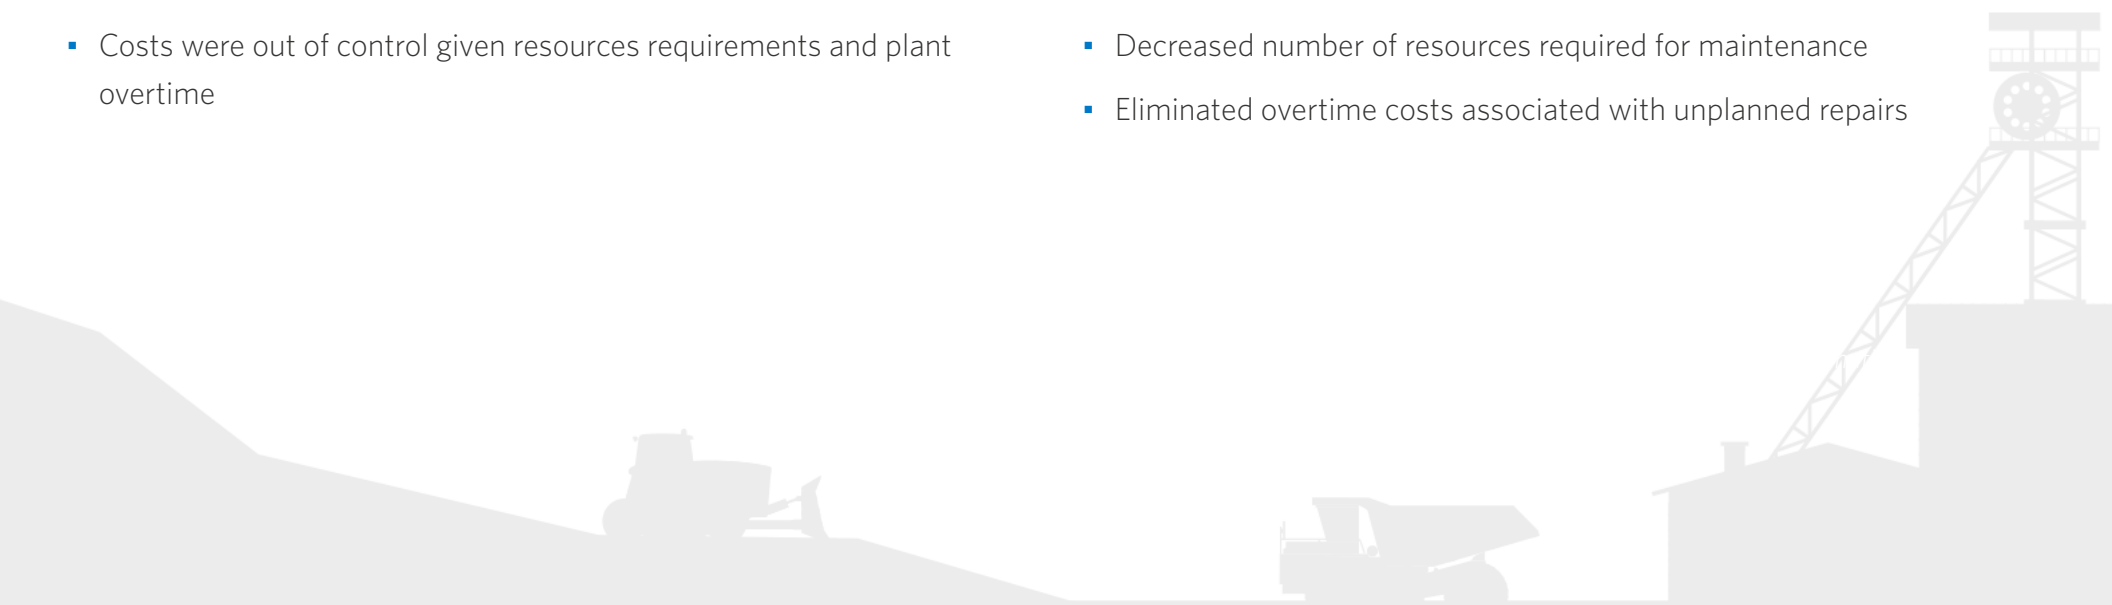 ▪ Costs were out of control given resources requirements and plant
overtime
▪ Decreased number of resources required for maintenance
▪ Eliminated overtime costs associated with unplanned repairs